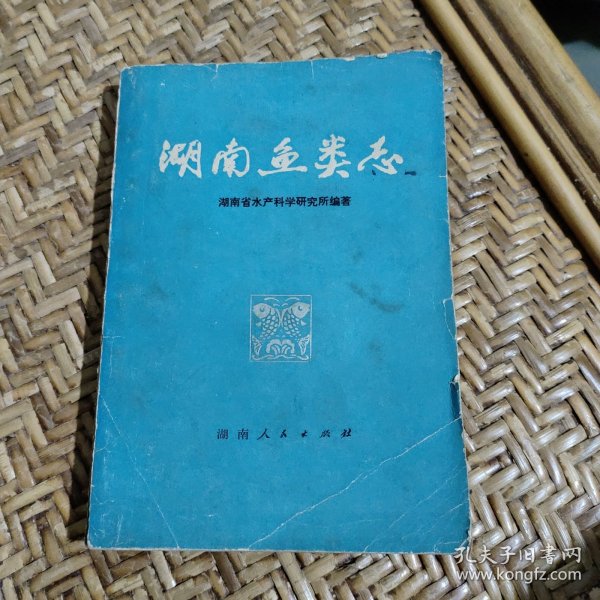 湖南鱼类志
湖南省水产科学研究所编著
湖南人民出版社
孔夫子旧书网
www.kongfz.com